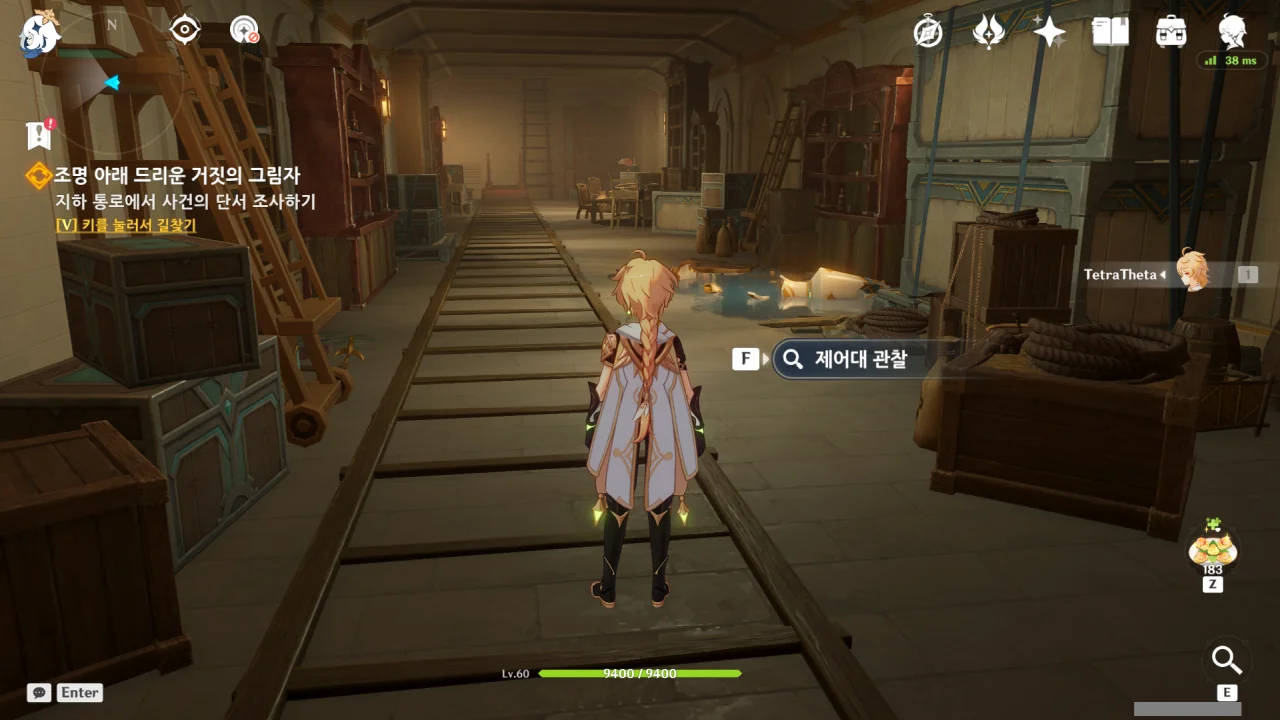 N
38 ms
조명 아래 드리운 거짓의 그림자
지하 통로에서 사건의 단서 조사하기
[V] 키를 눌러서 길찾기
TetraTheta
1
F
제어대 관찰
183
Z
Lv.60
9400 / 9400
Enter
E